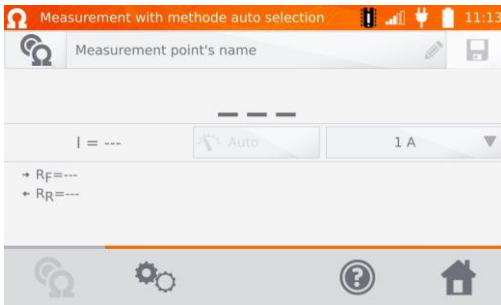 Ω Measurement with methode auto selection 11:13
Measurement point's name
---
I = --- Auto 1 A
→ RF=---
← RR=---